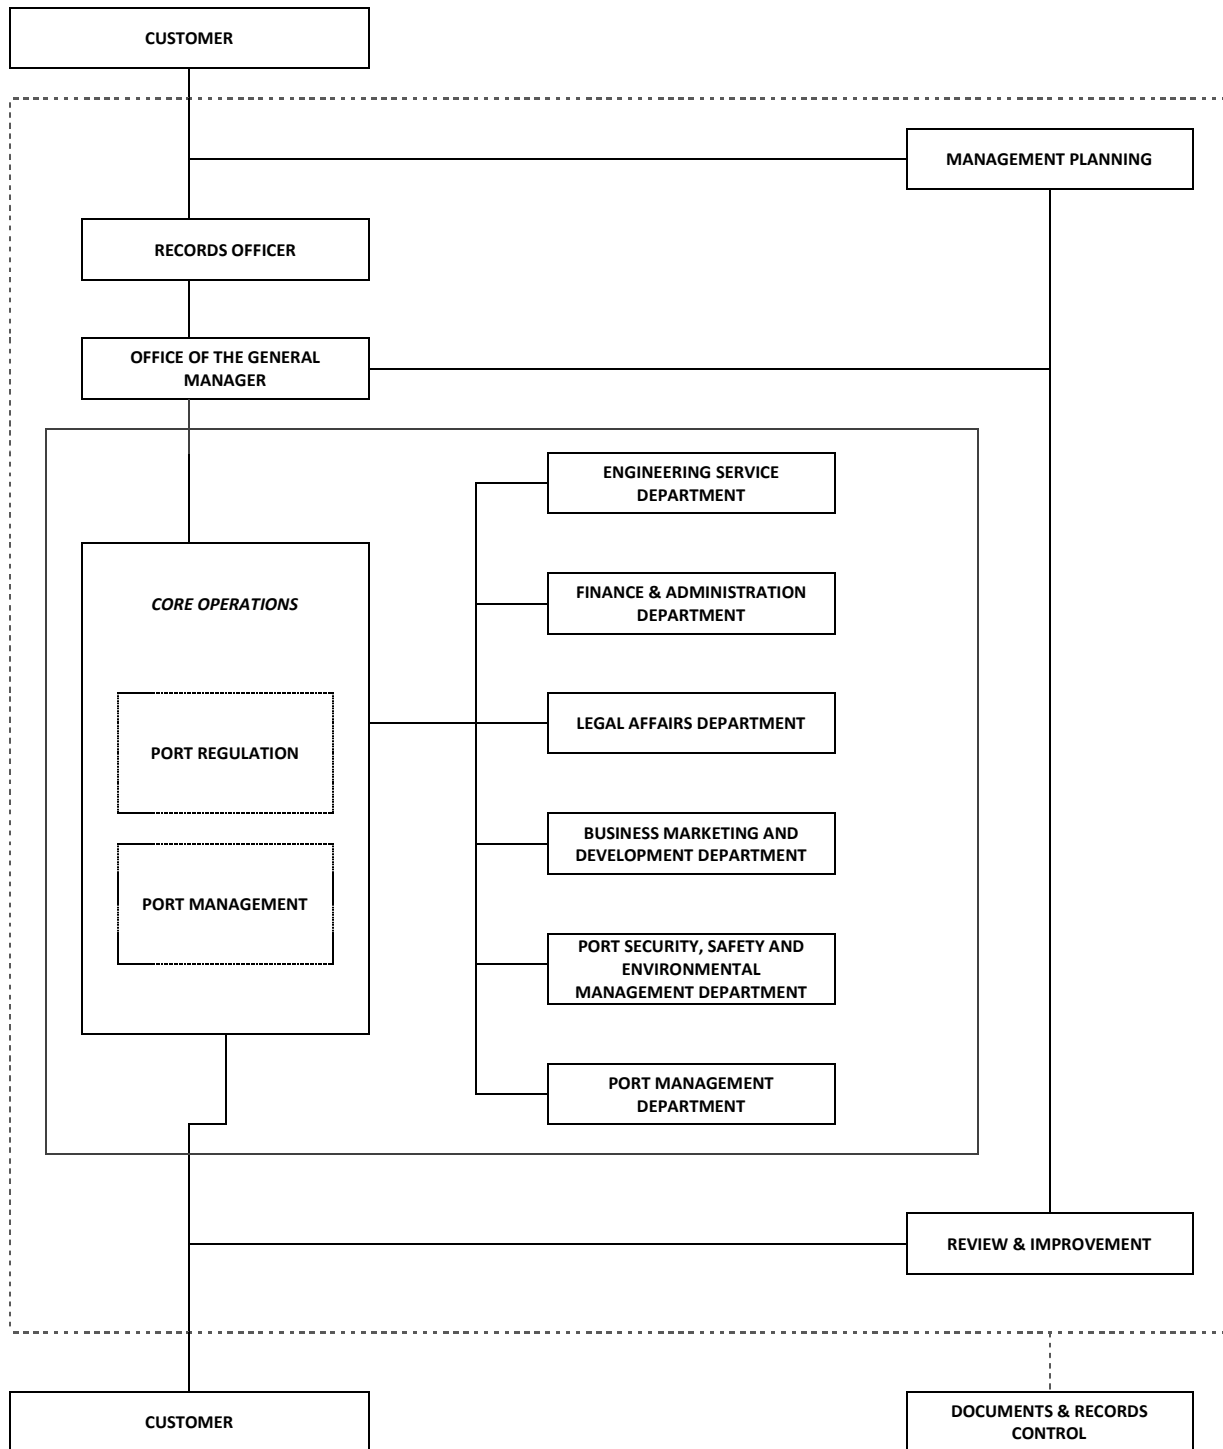 CUSTOMER
MANAGEMENT PLANNING
RECORDS OFFICER
OFFICE OF THE GENERAL
MANAGER
ENGINEERING SERVICE
DEPARTMENT
CORE OPERATIONS
FINANCE & ADMINISTRATION
DEPARTMENT
PORT REGULATION
LEGAL AFFAIRS DEPARTMENT
BUSINESS MARKETING AND
DEVELOPMENT DEPARTMENT
PORT MANAGEMENT
PORT SECURITY, SAFETY AND
ENVIRONMENTAL
MANAGEMENT DEPARTMENT
PORT MANAGEMENT
DEPARTMENT
REVIEW & IMPROVEMENT
CUSTOMER
DOCUMENTS & RECORDS
CONTROL